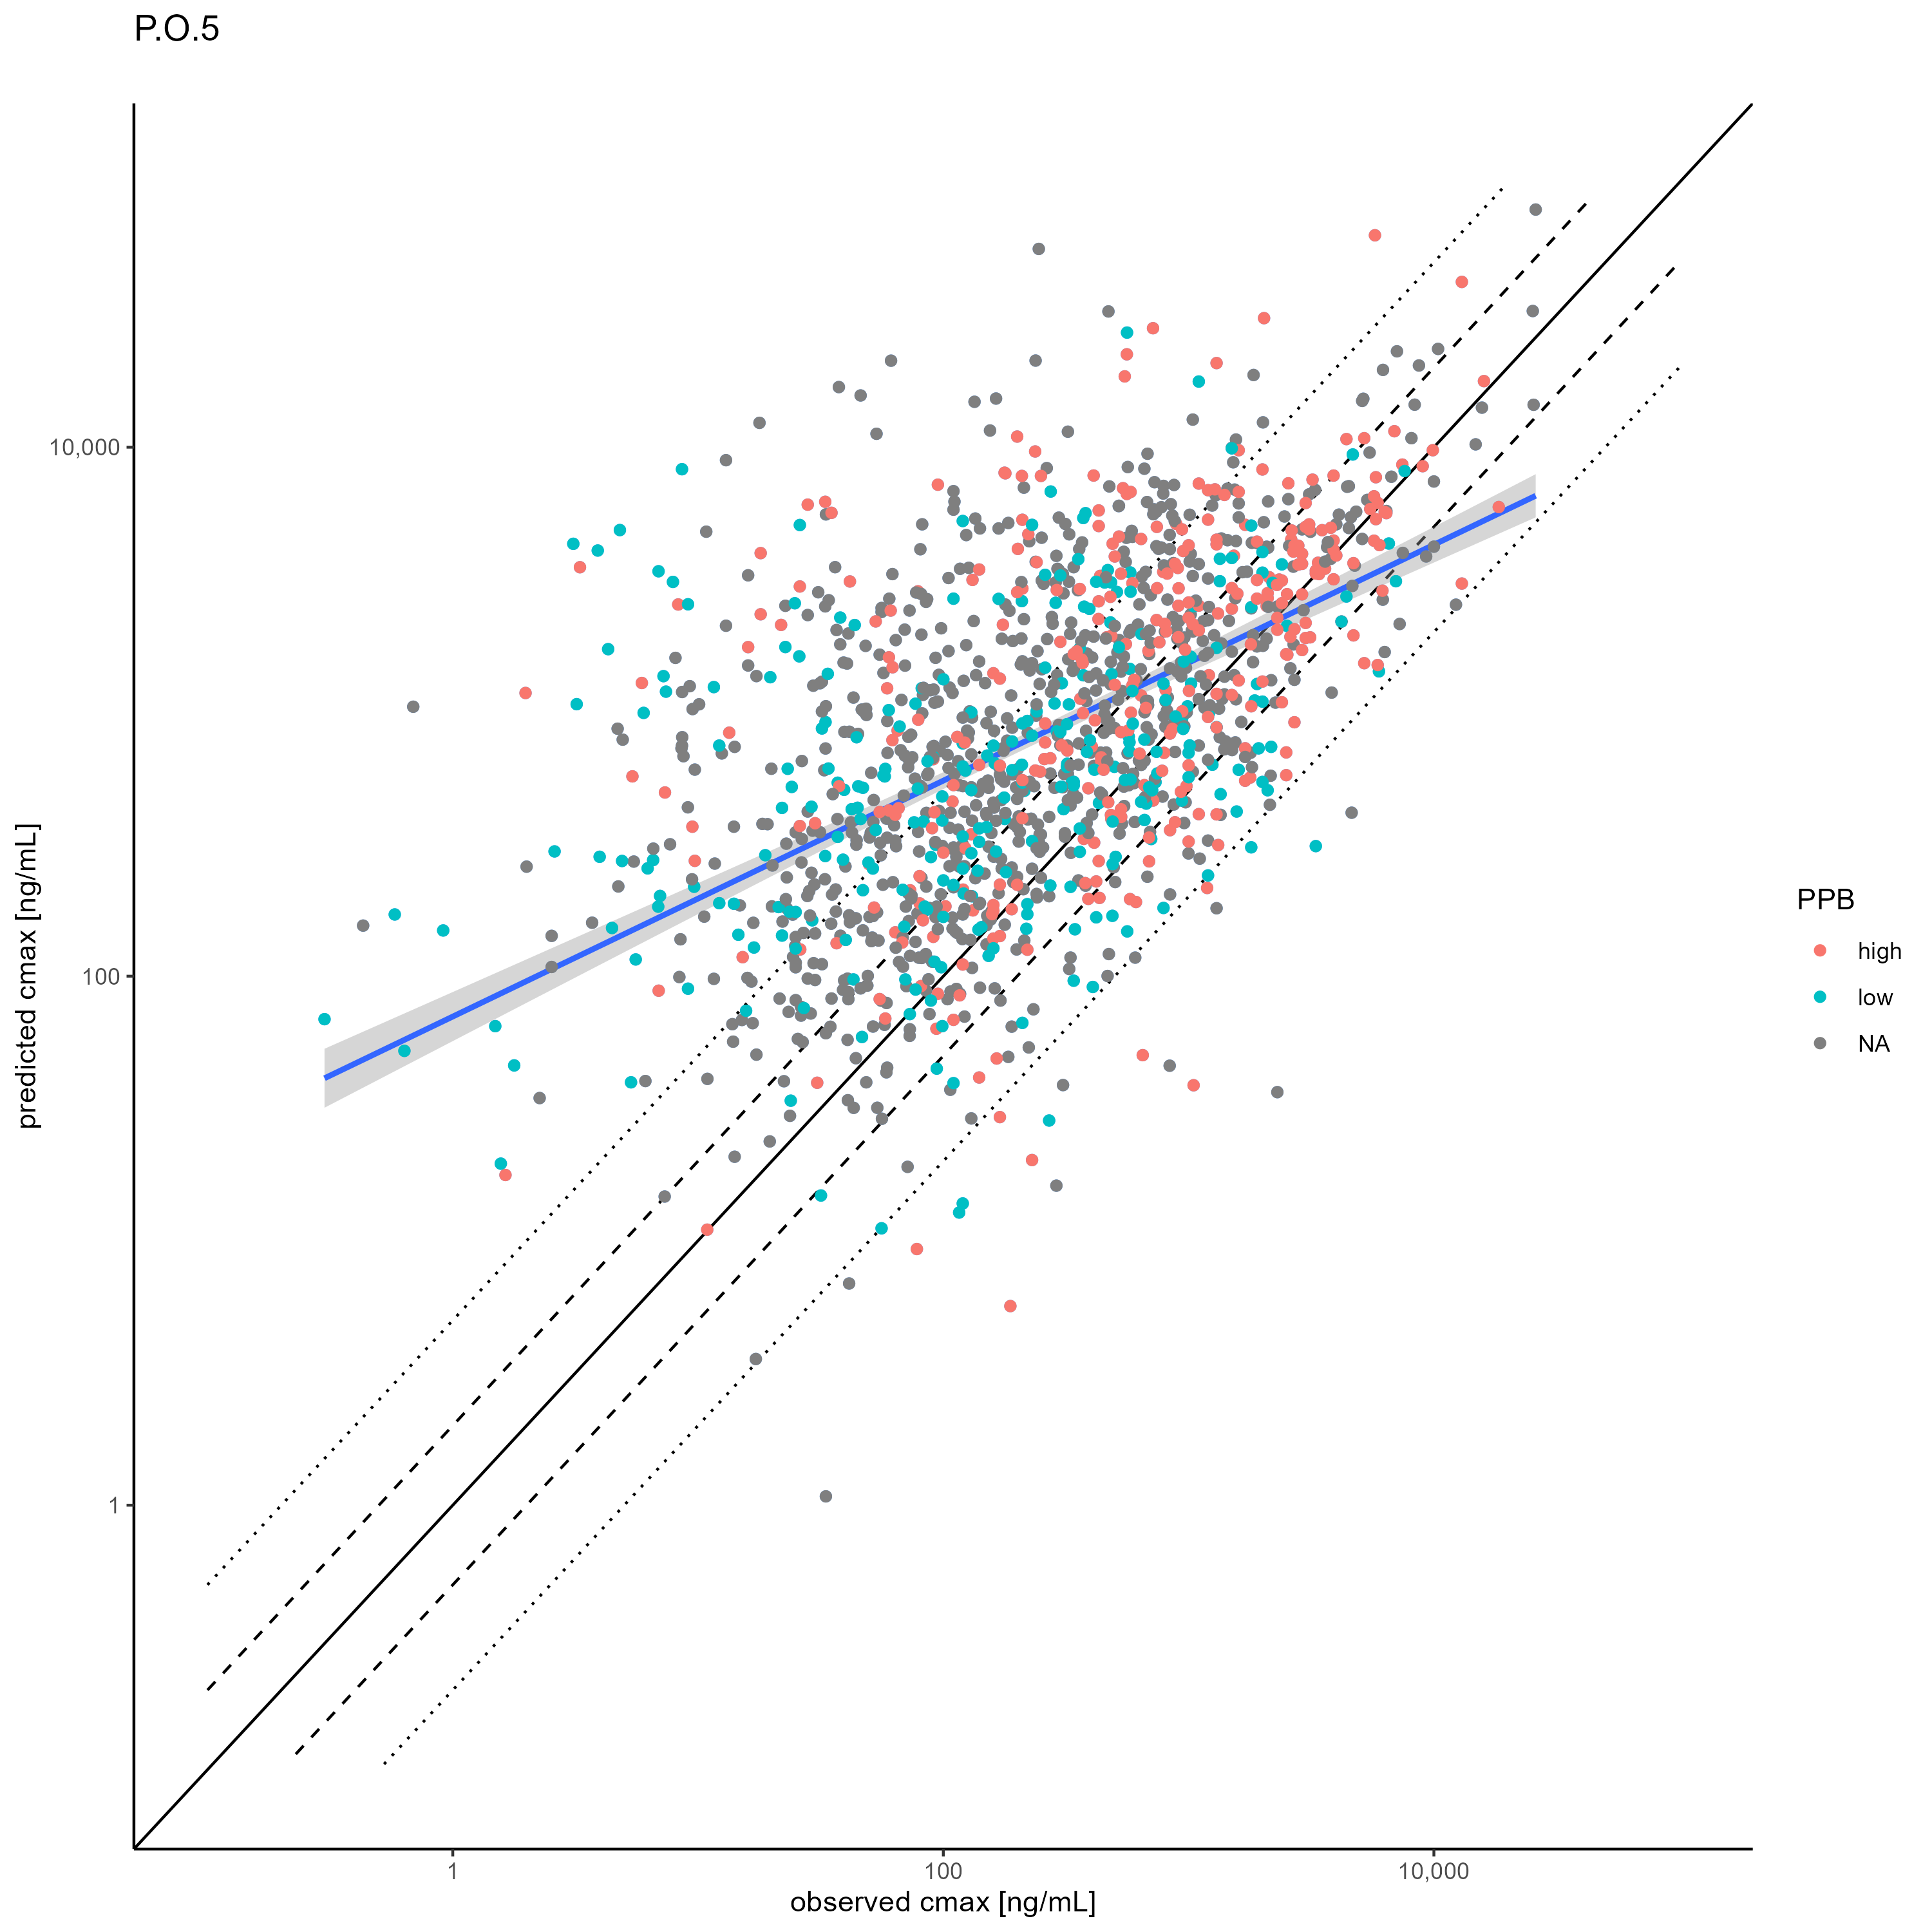 P.O.5
predicted cmax [ng/mL]
10,000
100
1
1
100
10,000
observed cmax [ng/mL]
PPB
high
low
NA